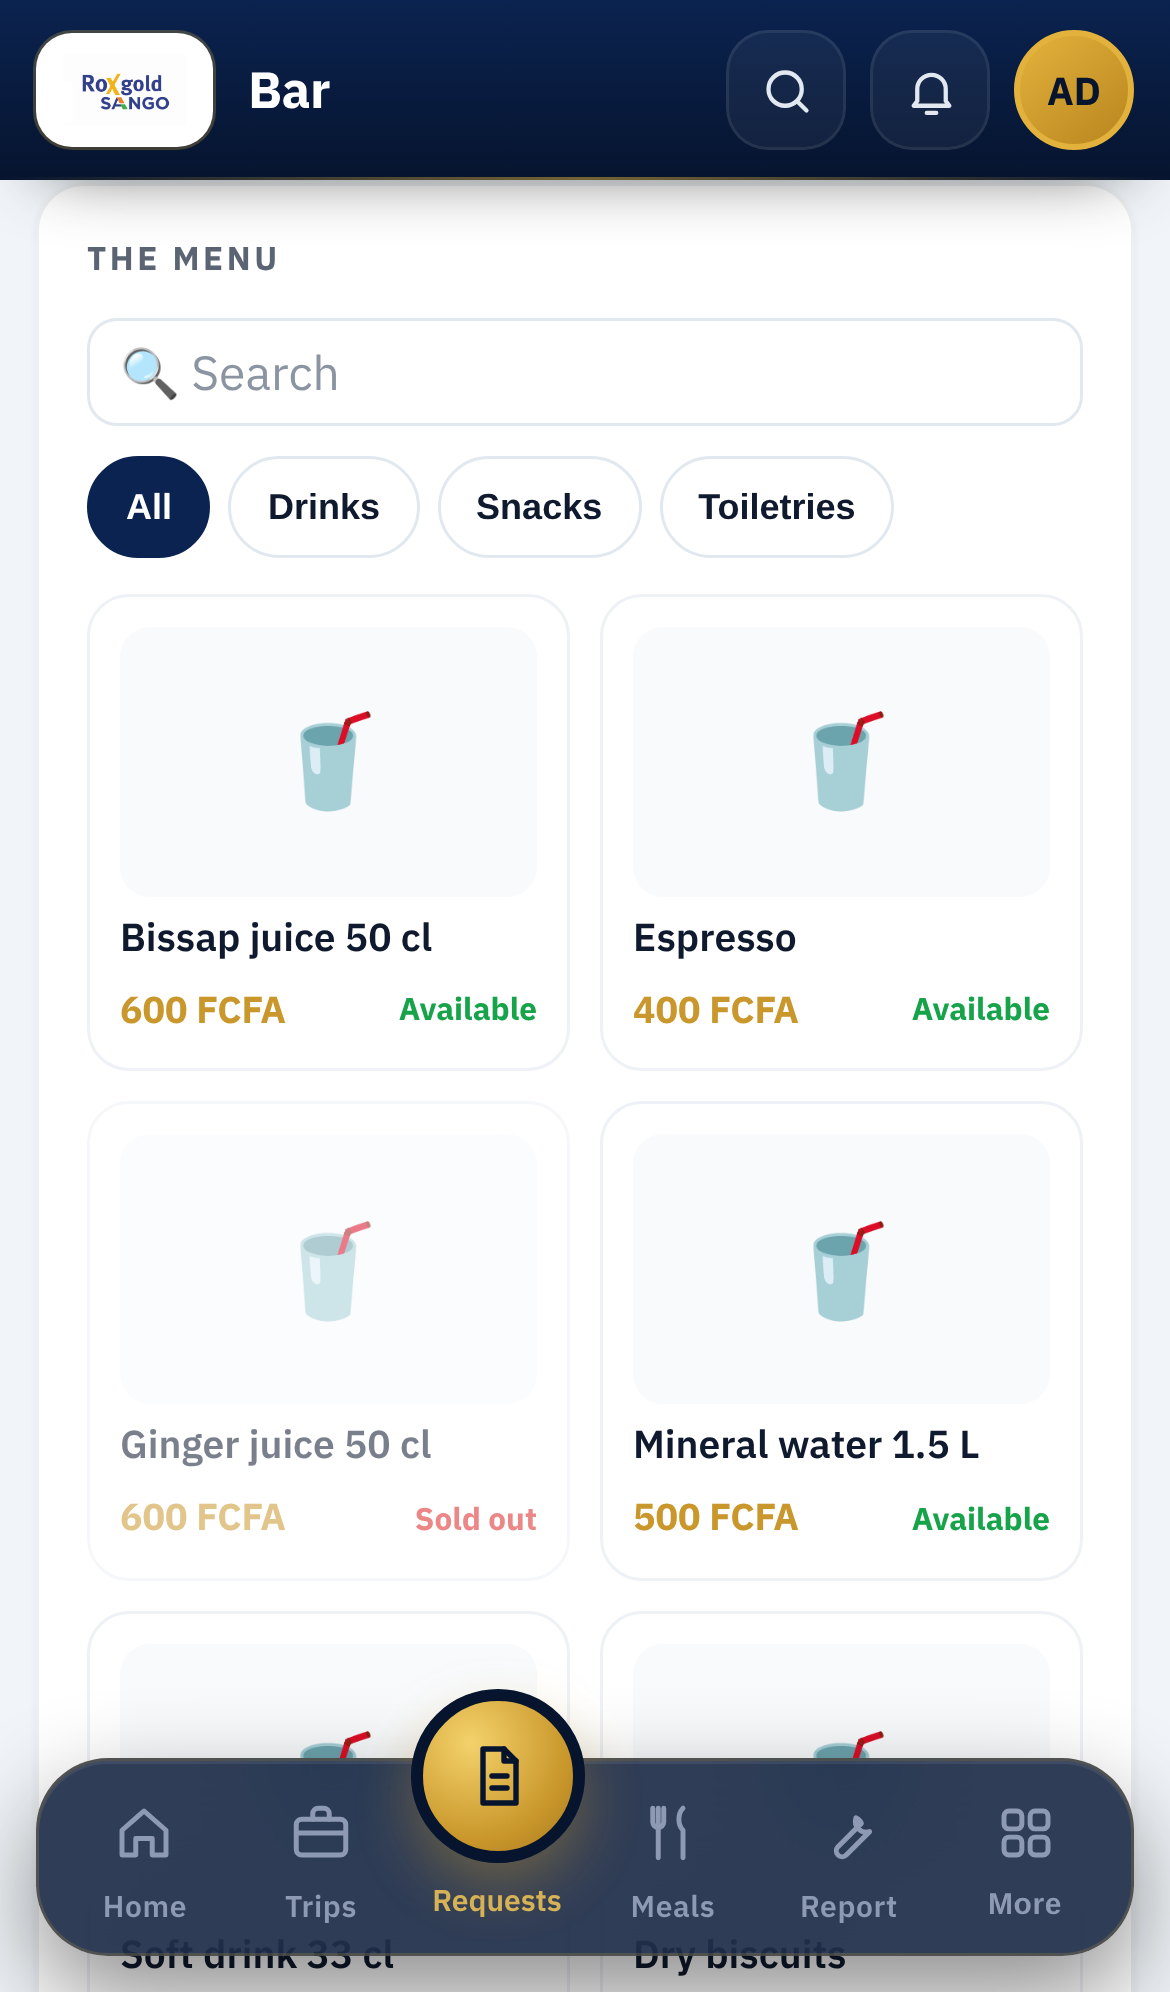 Roxgold
SANGO
Bar
AD
THE MENU
Search
All
Drinks
Snacks
Toiletries
Bissap juice 50 cl
600 FCFA
Available
Espresso
400 FCFA
Available
Ginger juice 50 cl
600 FCFA
Sold out
Mineral water 1.5 L
500 FCFA
Available
Home
Trips
Requests
Meals
Report
More
Soft drink 33 cl
Dry biscuits